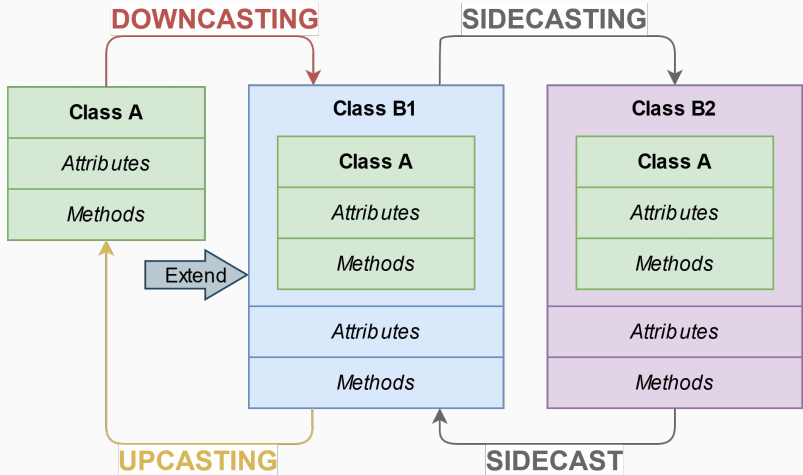 DOWNCASTING
SIDECASTING
Class A
Attributes
Methods
Extend
Class B1
Class A
Attributes
Methods
Attributes
Methods
Class B2
Class A
Attributes
Methods
Attributes
Methods
UPCASTING
SIDECAST